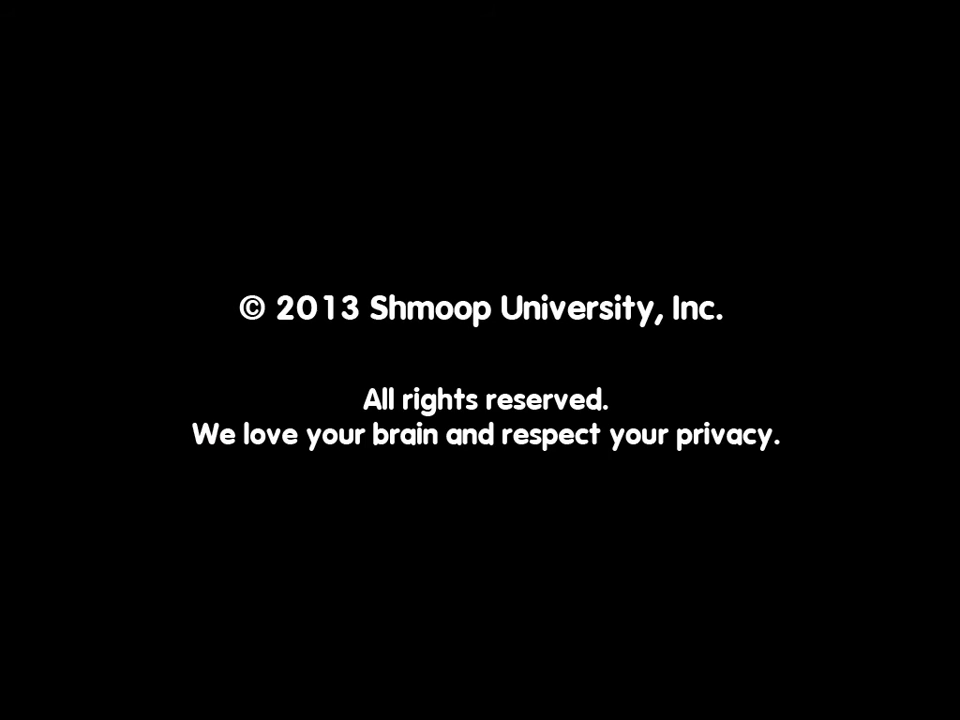 © 2013 Shmoop University, Inc.
All rights reserved.
We love your brain and respect your privacy.